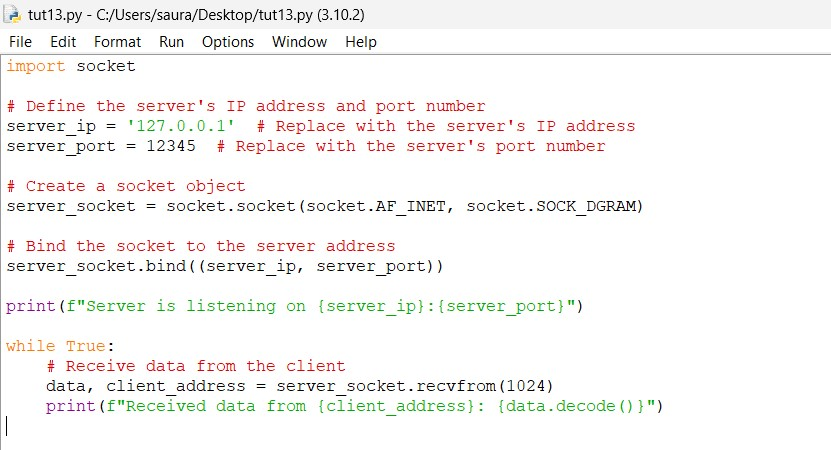 tut13.py - C:/Users/saura/Desktop/tut13.py (3.10.2)
File Edit Format Run Options Window Help
import socket

# Define the server's IP address and port number
server_ip = '127.0.0.1'  # Replace with the server's IP address
server_port = 12345  # Replace with the server's port number

# Create a socket object
server_socket = socket.socket(socket.AF_INET, socket.SOCK_DGRAM)

# Bind the socket to the server address
server_socket.bind((server_ip, server_port))

print(f"Server is listening on {server_ip}:{server_port}")

while True:
    # Receive data from the client
    data, client_address = server_socket.recvfrom(1024)
    print(f"Received data from {client_address}: {data.decode()}")